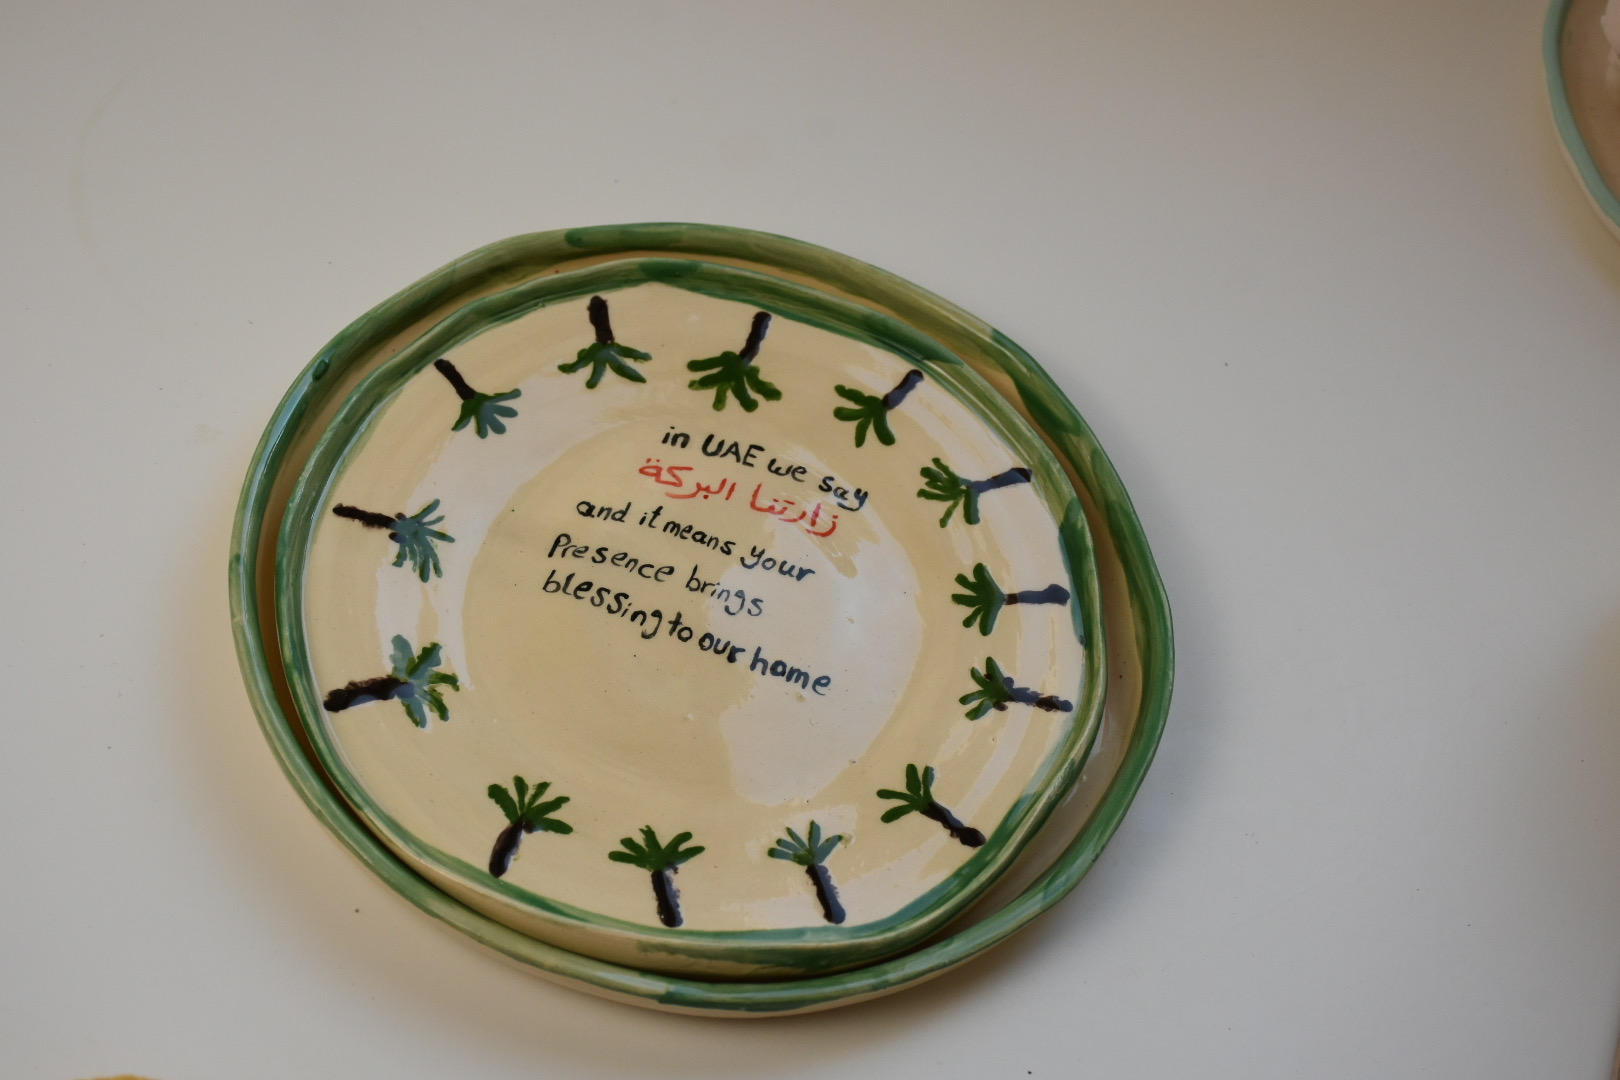 in UAE we say
زارتنا البركة
and it means your
Presence brings
blessing to our home